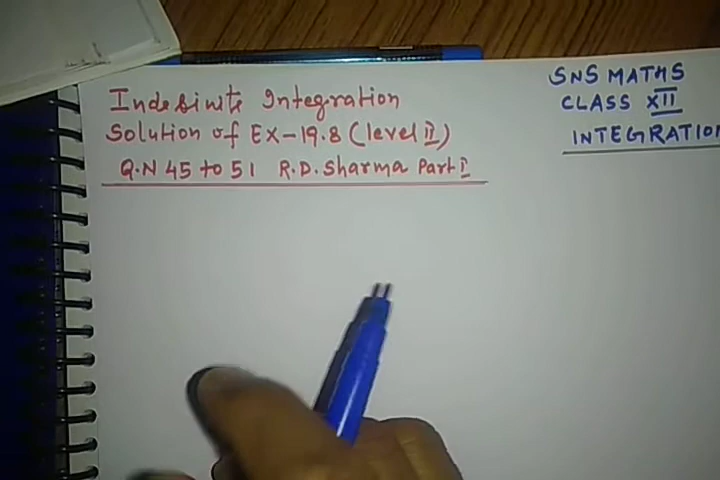 Indefinite Integration
Solution of EX-19.8 (level II)
Q.N 45 to 51 R.D. Sharma Part I
SNS MATHS
CLASS XII
INTEGRATION